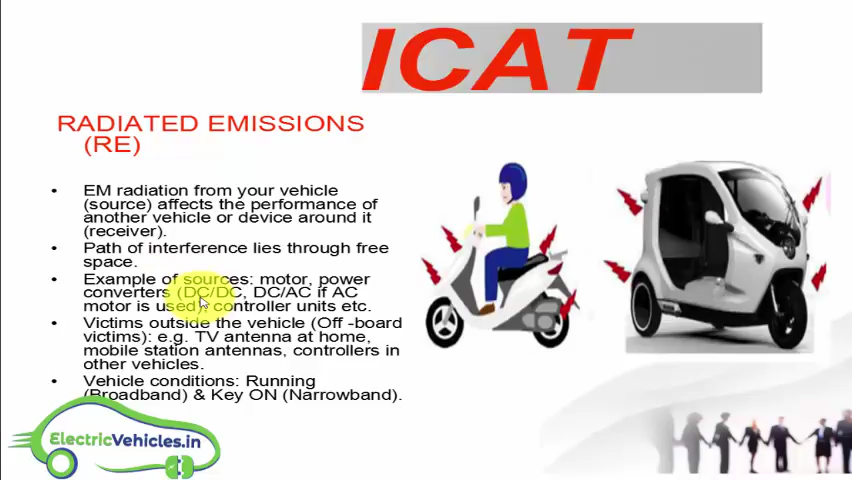 ICAT
RADIATED EMISSIONS
(RE)
• EM radiation from your vehicle
(source) affects the performance of
another vehicle or device around it
(receiver).
• Path of interference lies through free
space.
• Example of sources: motor, power
converters (DC/DC, DC/AC if AC
motor is used), controller units etc.
• Victims outside the vehicle (Off -board
victims): e.g. TV antenna at home,
mobile station antennas, controllers in
other vehicles.
• Vehicle conditions: Running
(Broadband) & Key ON (Narrowband).
ElectricVehicles.in